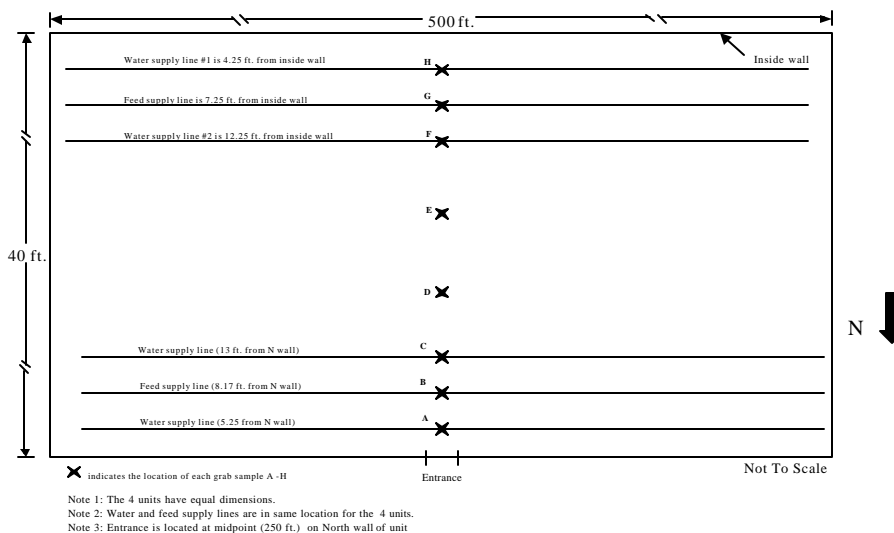 500 ft.
Water supply line #1 is 4.25 ft. from inside wall
H
Inside wall
Feed supply line is 7.25 ft. from inside wall
G
Water supply line #2 is 12.25 ft. from inside wall
F
E
40 ft.
D
N
Water supply line (13 ft. from N wall)
C
Feed supply line (8.17 ft. from N wall)
B
Water supply line (5.25 from N wall)
A
indicates the location of each grab sample A -H
Entrance
Not To Scale
Note 1: The 4 units have equal dimensions.
Note 2: Water and feed supply lines are in same location for the 4 units.
Note 3: Entrance is located at midpoint (250 ft.) on North wall of unit